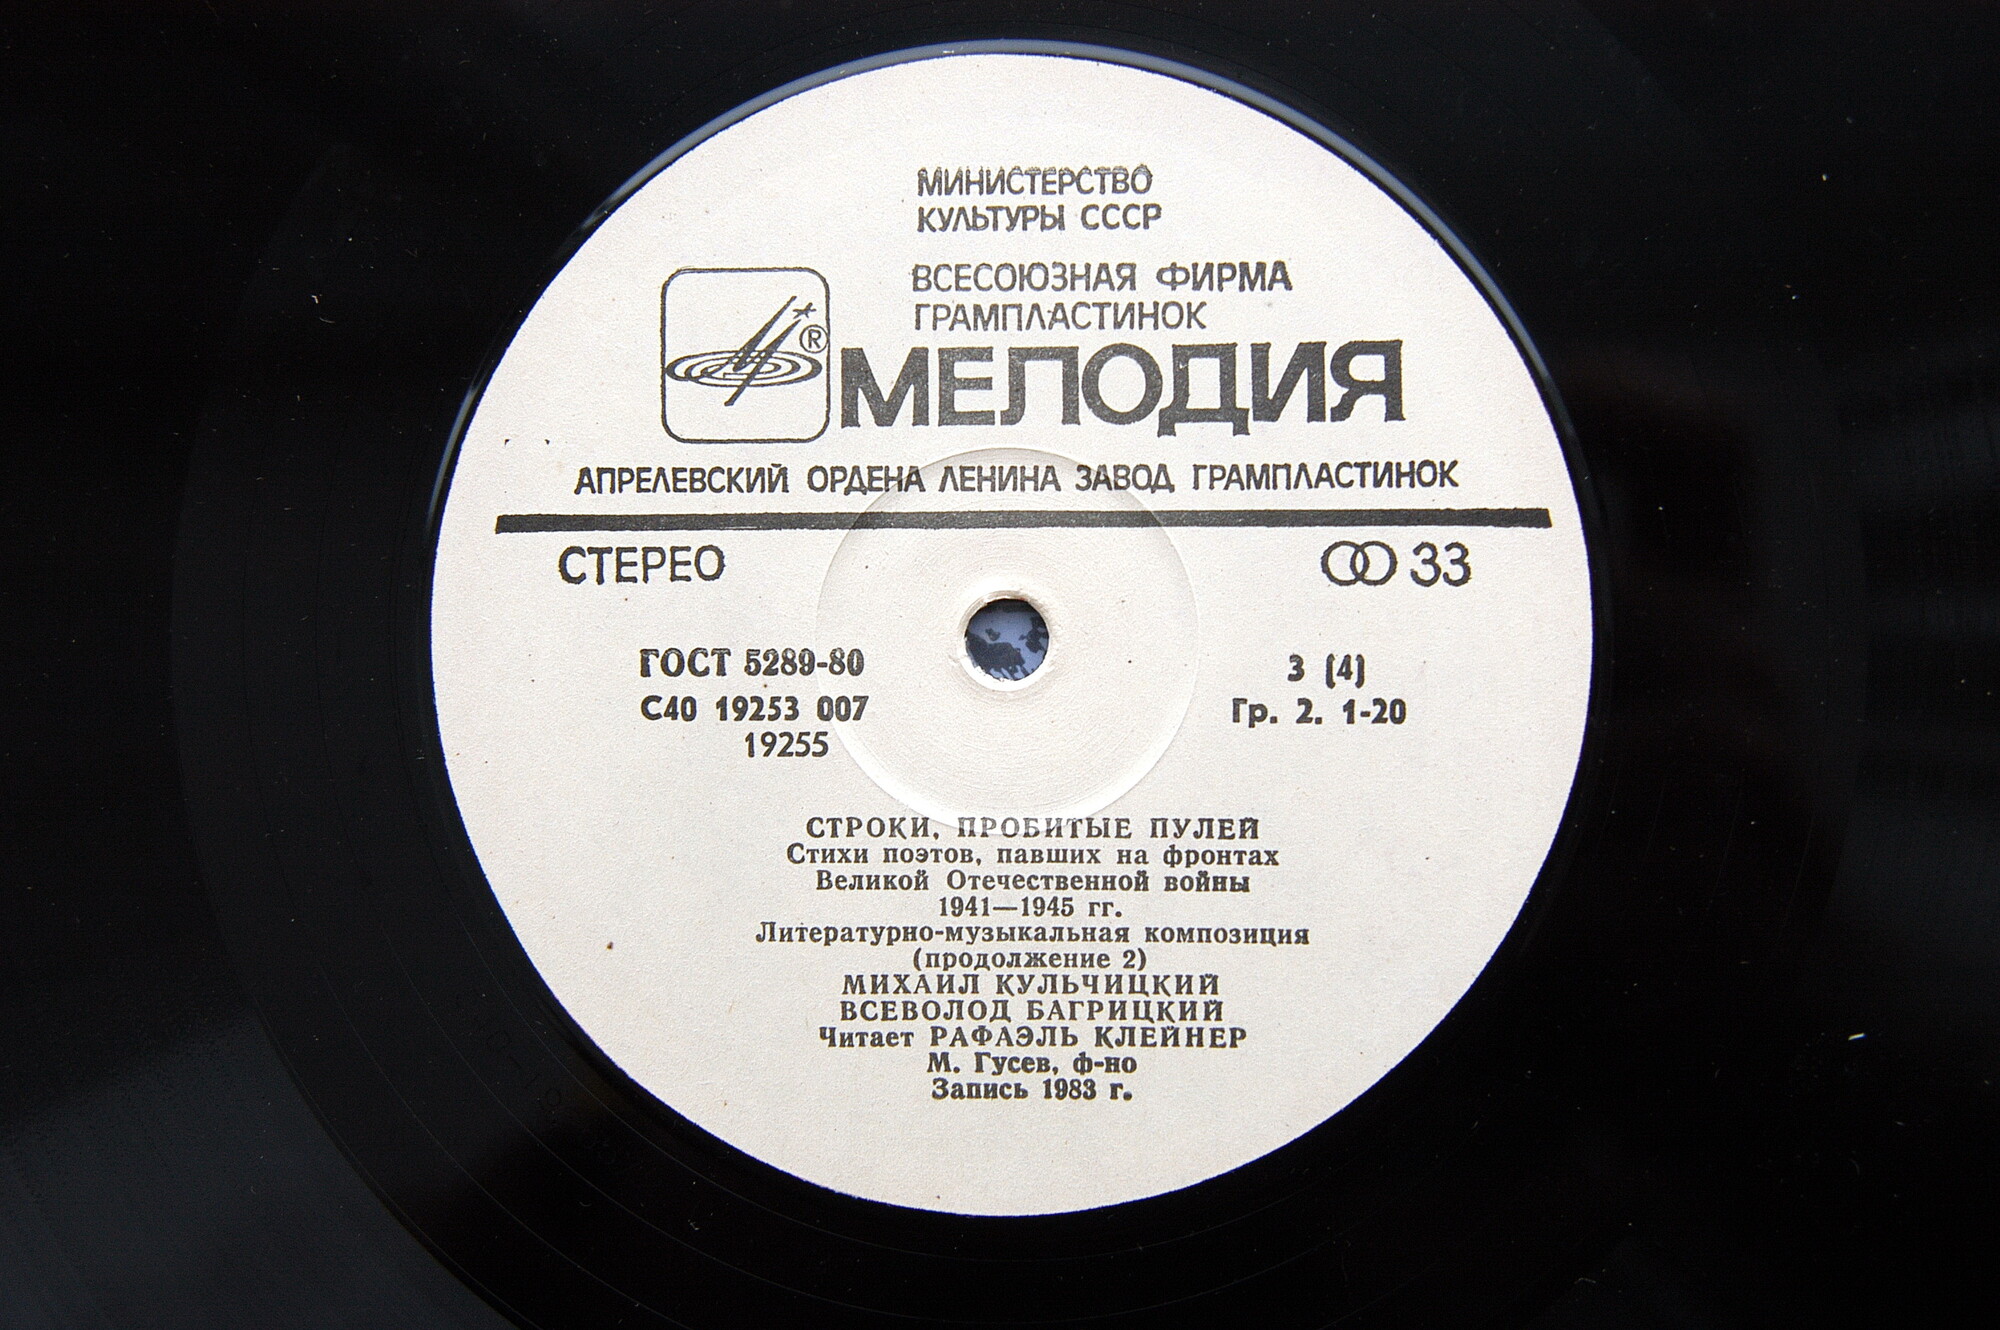 МИНИСТЕРСТВО
КУЛЬТУРЫ СССР
ВСЕСОЮЗНАЯ ФИРМА
ГРАМПЛАСТИНОК
®
МЕЛОДИЯ
АПРЕЛЕВСКИЙ ОРДЕНА ЛЕНИНА ЗАВОД ГРАМПЛАСТИНОК
СТЕРЕО
33
ГОСТ 5289-80
С40 19253 007
19255
3 (4)
Гр. 2. 1-20
СТРОКИ, ПРОБИТЫЕ ПУЛЕЙ
Стихи поэтов, павших на фронтах
Великой Отечественной войны
1941—1945 гг.
Литературно-музыкальная композиция
(продолжение 2)
МИХАИЛ КУЛЬЧИЦКИЙ
ВСЕВОЛОД БАГРИЦКИЙ
Читает РАФАЭЛЬ КЛЕЙНЕР
М. Гусев, ф-но
Запись 1983 г.